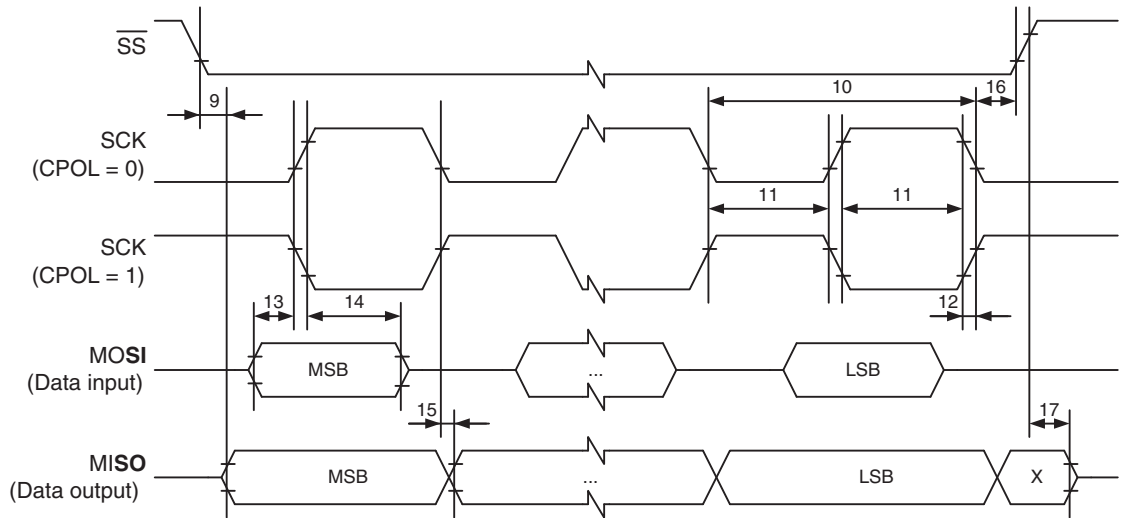 SS
9
10
16
SCK
(CPOL = 0)
11
11
SCK
(CPOL = 1)
13
14
12
MOSI
(Data input)
MSB
...
LSB
15
17
MISO
(Data output)
MSB
...
LSB
X